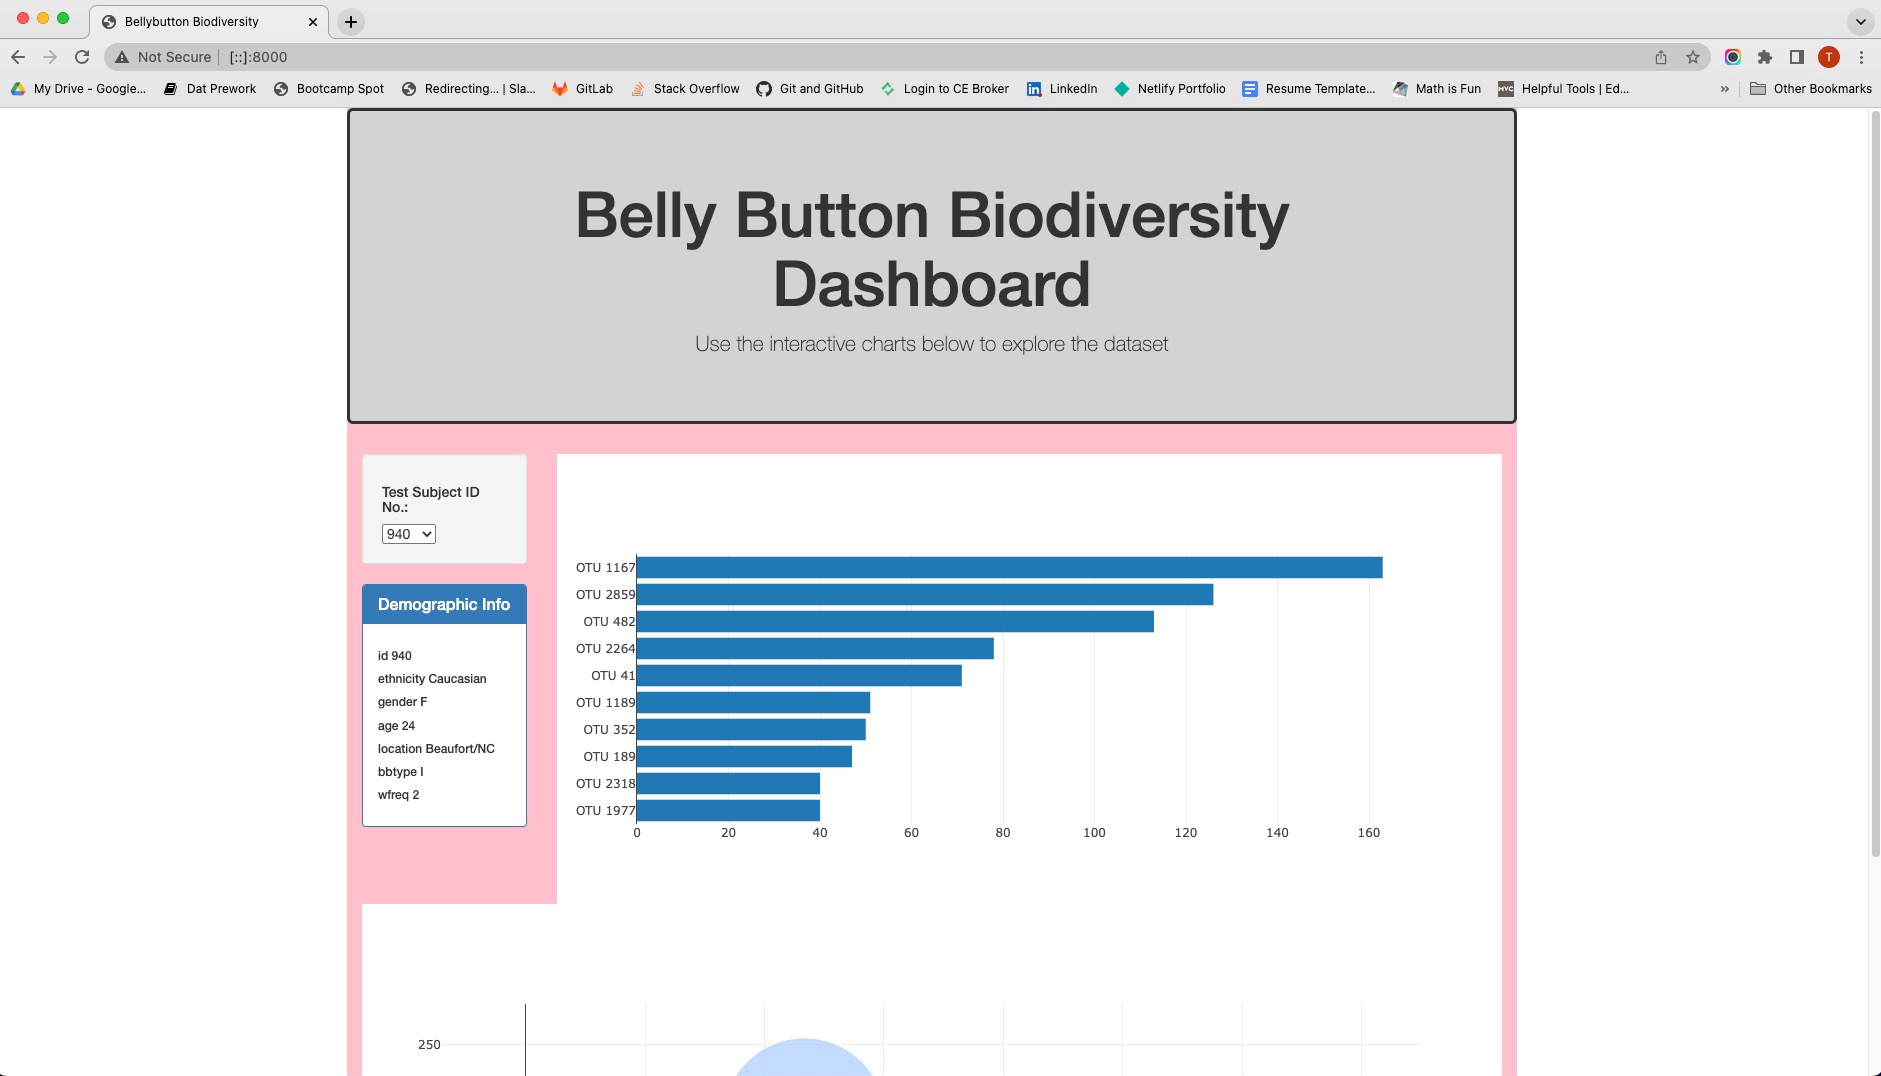 Bellybutton Biodiversity
Not Secure
[::]:8000
T
My Drive - Google...
Dat Prework
Bootcamp Spot
Redirecting... | Sla...
GitLab
Stack Overflow
Git and GitHub
Login to CE Broker
LinkedIn
Netlify Portfolio
Resume Template...
Math is Fun
Helpful Tools | Ed...
Other Bookmarks
Belly Button Biodiversity
Dashboard
Use the interactive charts below to explore the dataset
Test Subject ID
No.:
940
Demographic Info
id 940
ethnicity Caucasian
gender F
age 24
location Beaufort/NC
bbtype I
wfreq 2
OTU 1167
OTU 2859
OTU 482
OTU 2264
OTU 41
OTU 1189
OTU 352
OTU 189
OTU 2318
OTU 1977
0 20 40 60 80 100 120 140 160
250